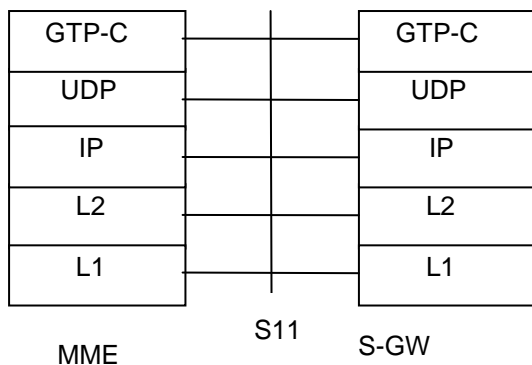 GTP-C GTP-C
UDP UDP
IP IP
L2 L2
L1 L1
S11
MME S-GW